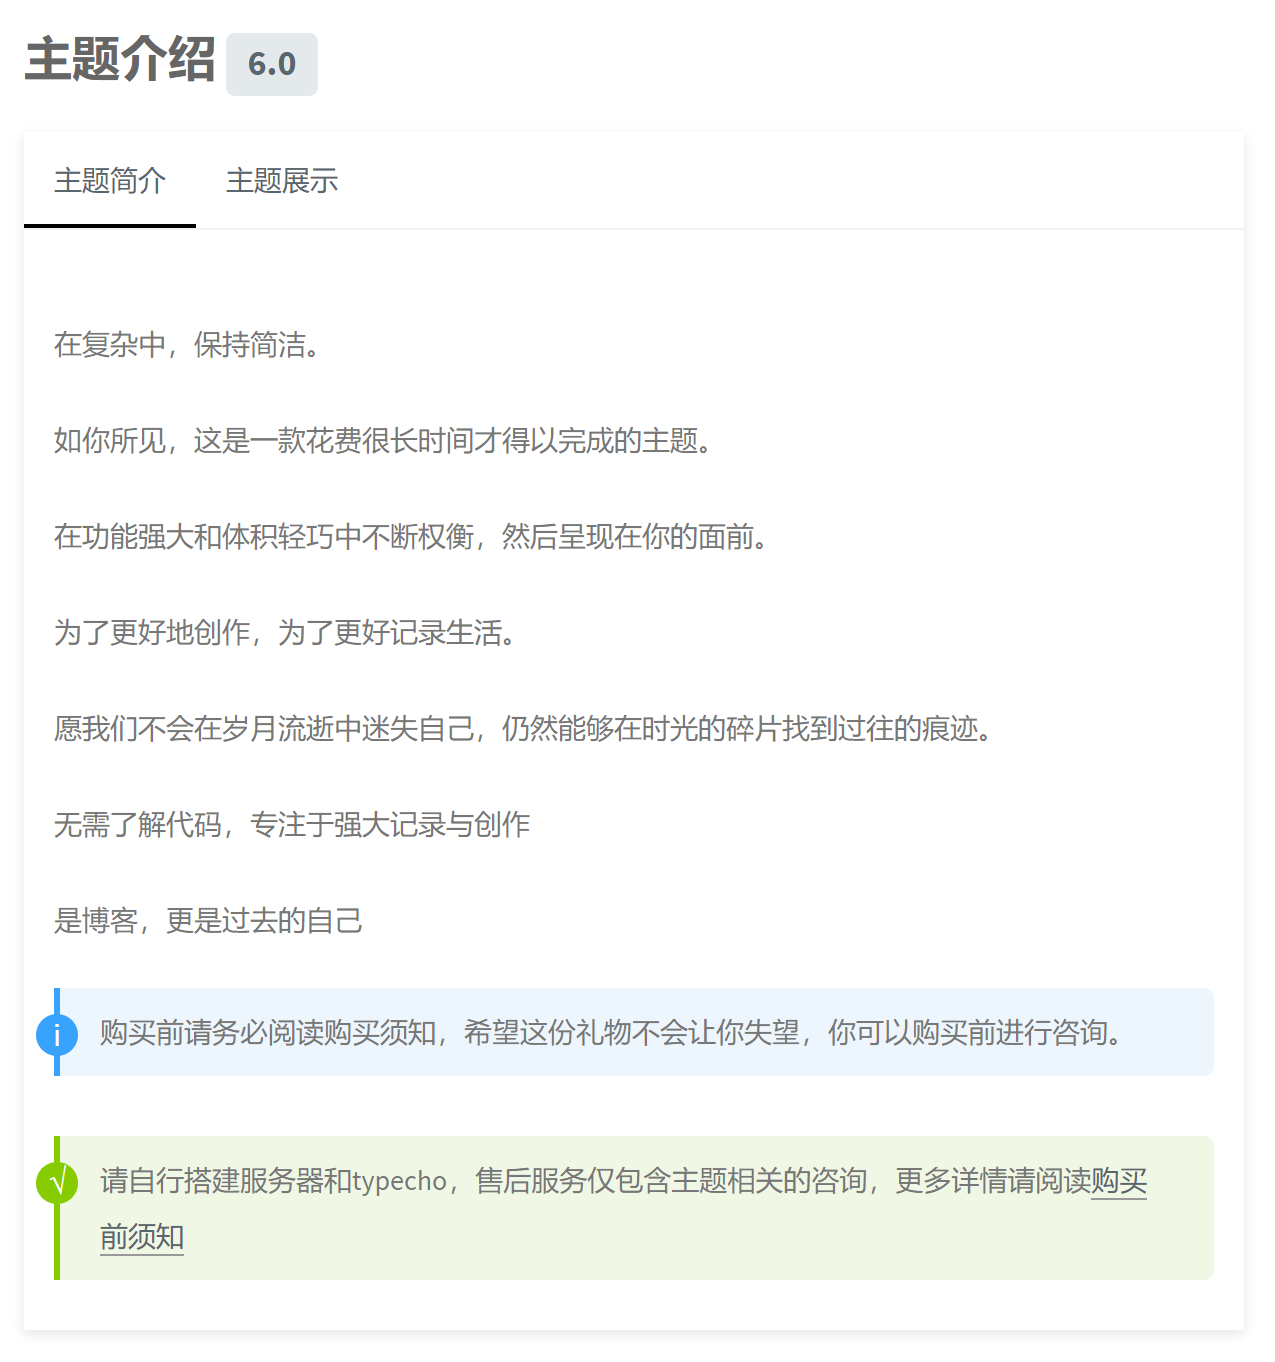 主题介绍 6.0
主题简介 主题展示
在复杂中，保持简洁。
如你所见，这是一款花费很长时间才得以完成的主题。
在功能强大和体积轻巧中不断权衡，然后呈现在你的面前。
为了更好地创作，为了更好记录生活。
愿我们不会在岁月流逝中迷失自己，仍然能够在时光的碎片找到过往的痕迹。
无需了解代码，专注于强大记录与创作
是博客，更是过去的自己
i 购买前请务必阅读购买须知，希望这份礼物不会让你失望，你可以购买前进行咨询。
√ 请自行搭建服务器和typecho，售后服务仅包含主题相关的咨询，更多详情请阅读购买
前须知